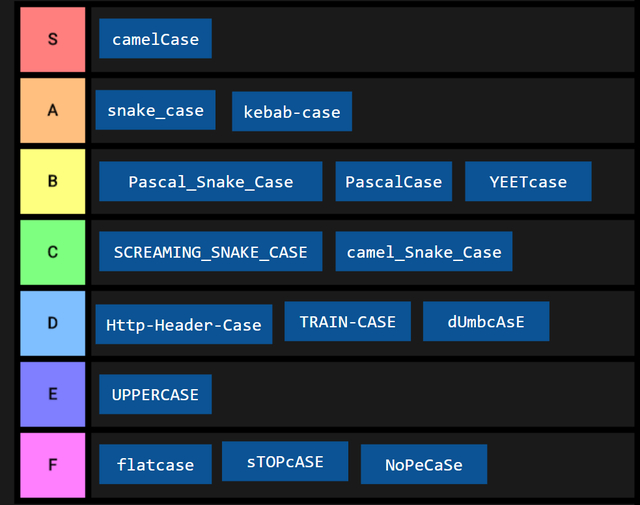 S
camelCase
A
snake_case kebab-case
B
Pascal_Snake_Case PascalCase YEETcase
C
SCREAMING_SNAKE_CASE camel_Snake_Case
D
Http-Header-Case TRAIN-CASE dUmbcAsE
E
UPPERCASE
F
flatcase sTOPcASE NoPeCaSe